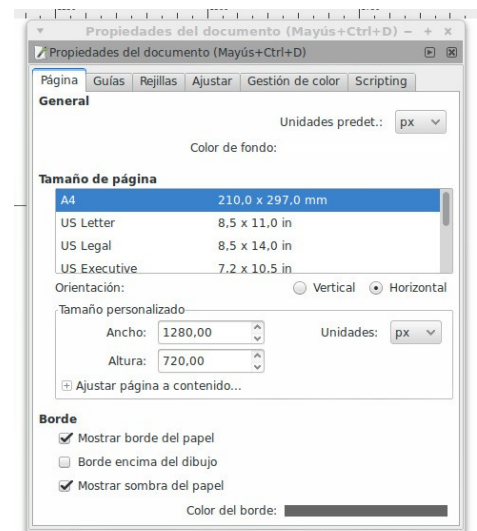 Propiedades del documento (Mayús+Ctrl+D)
Propiedades del documento (Mayús+Ctrl+D)
Página Guías Rejillas Ajustar Gestión de color Scripting
General
Unidades predet.: px
Color de fondo:
Tamaño de página
A4 210,0 x 297,0 mm
US Letter 8,5 x 11,0 in
US Legal 8,5 x 14,0 in
US Executive 7,2 x 10,5 in
Orientación: Vertical Horizontal
Tamaño personalizado
Ancho: 1280,00 Unidades: px
Altura: 720,00
Ajustar página a contenido...
Borde
Mostrar borde del papel
Borde encima del dibujo
Mostrar sombra del papel
Color del borde: